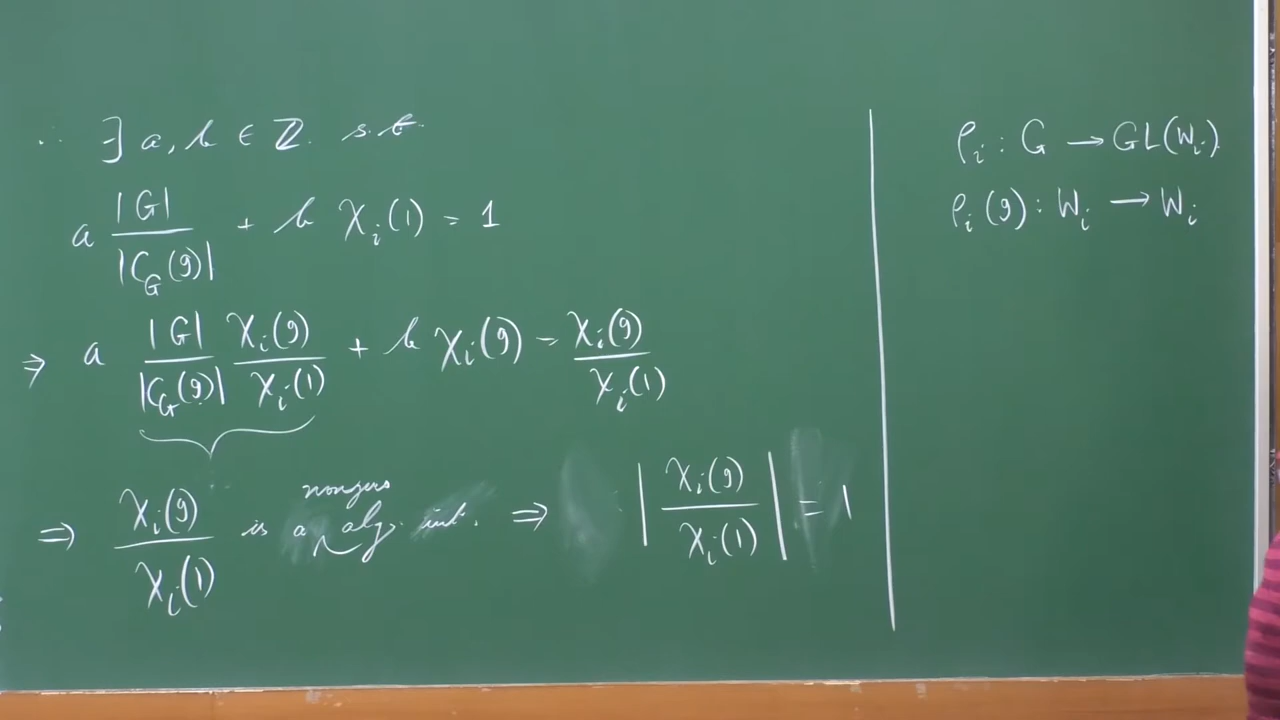 ∴ ∃ a, b ∈ ℤ. s.t.
a |G| / |C_G(g)| + b χ_i(1) = 1
⇒ a |G| / |C_G(g)| χ_i(g) / χ_i(1) + b χ_i(g) = χ_i(g) / χ_i(1)
nonzero
⇒ χ_i(g) / χ_i(1) is a alg. int. ⇒ | χ_i(g) / χ_i(1) | = 1
ρ_i : G → GL(W_i)
ρ_i(g) : W_i → W_i